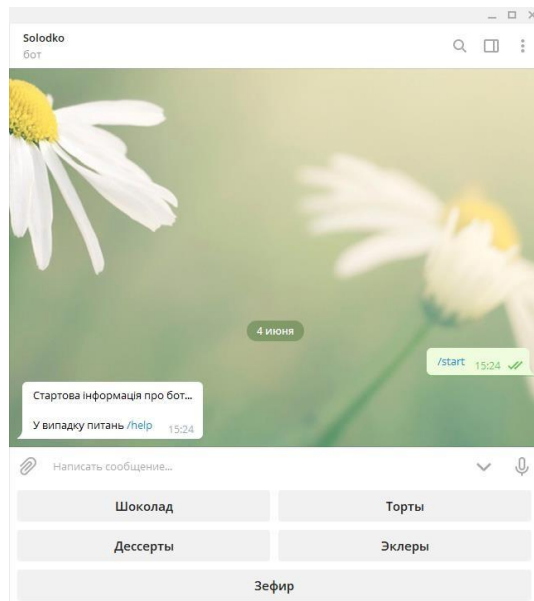 Solodko
бот
4 июня
/start 15:24
Стартова інформація про бот...
У випадку питань /help 15:24
Написать сообщение...
Шоколад Торты
Дессерты Эклеры
Зефир